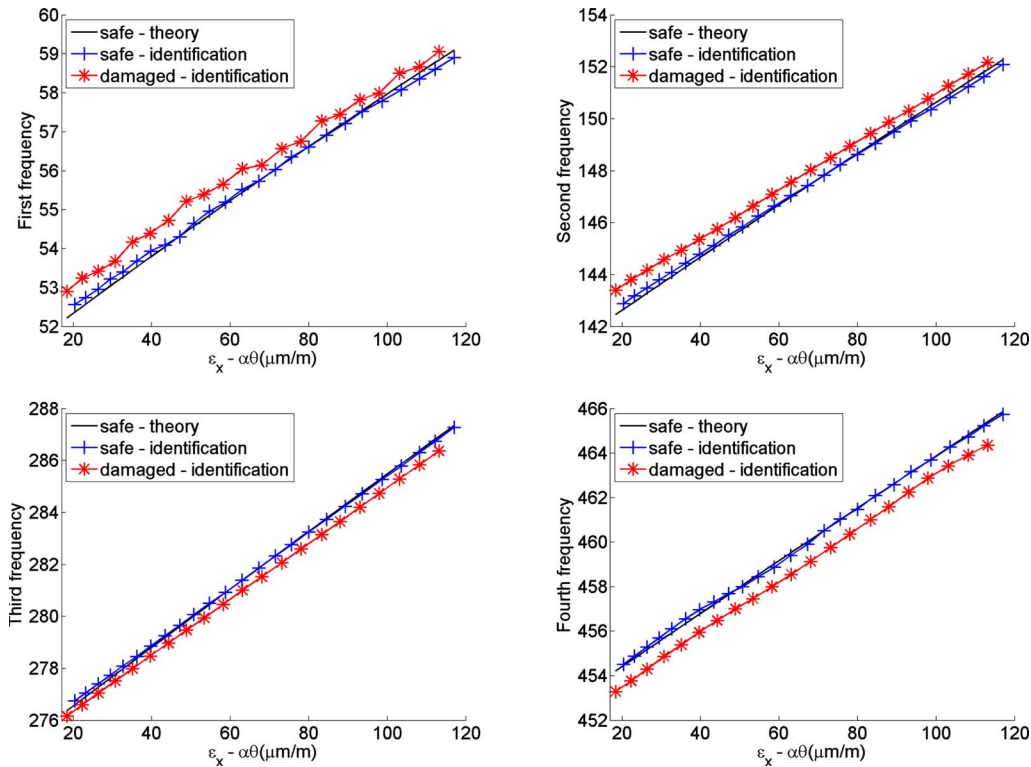 60
59
58
57
56
55
54
53
52
First frequency
safe - theory
safe - identification
damaged - identification
20 40 60 80 100 120
εx - αθ(μm/m)
154
152
150
148
146
144
142
Second frequency
safe - theory
safe - identification
damaged - identification
20 40 60 80 100 120
εx - αθ(μm/m)
288
286
284
282
280
278
276
Third frequency
safe - theory
safe - identification
damaged - identification
20 40 60 80 100 120
εx - αθ(μm/m)
466
464
462
460
458
456
454
452
Fourth frequency
safe - theory
safe - identification
damaged - identification
20 40 60 80 100 120
εx - αθ(μm/m)